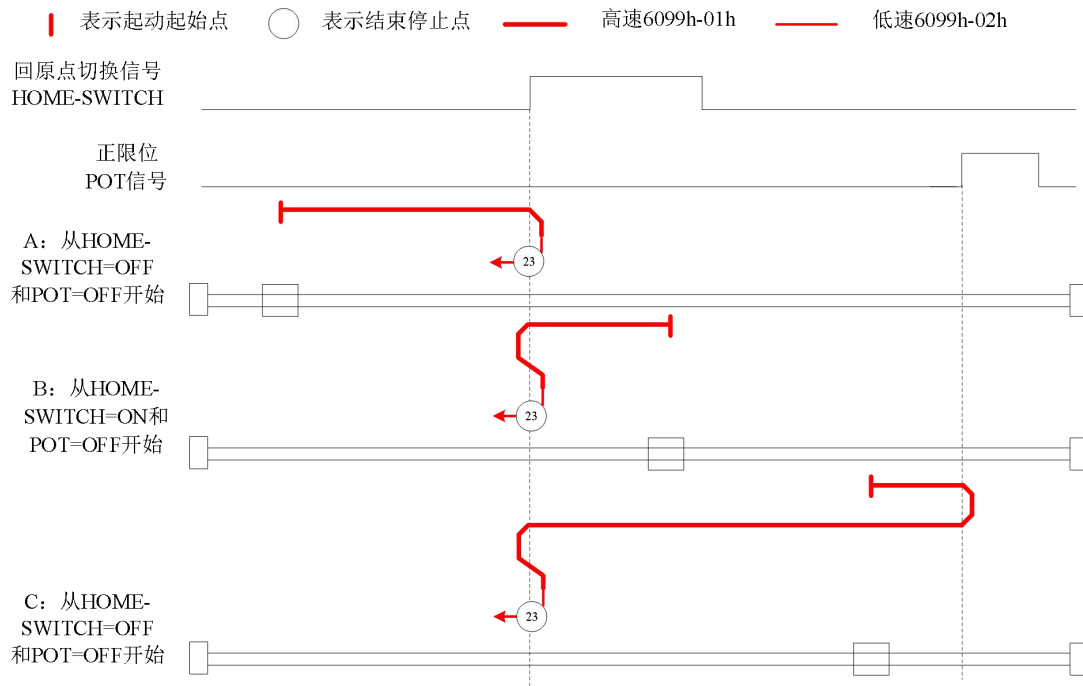 表示起动起始点 表示结束停止点 高速6099h-01h 低速6099h-02h
回原点切换信号
HOME-SWITCH
正限位
POT信号
A：从HOME-
SWITCH=OFF
和POT=OFF开始
23
B：从HOME-
SWITCH=ON和
POT=OFF开始
23
C：从HOME-
SWITCH=OFF
和POT=OFF开始
23